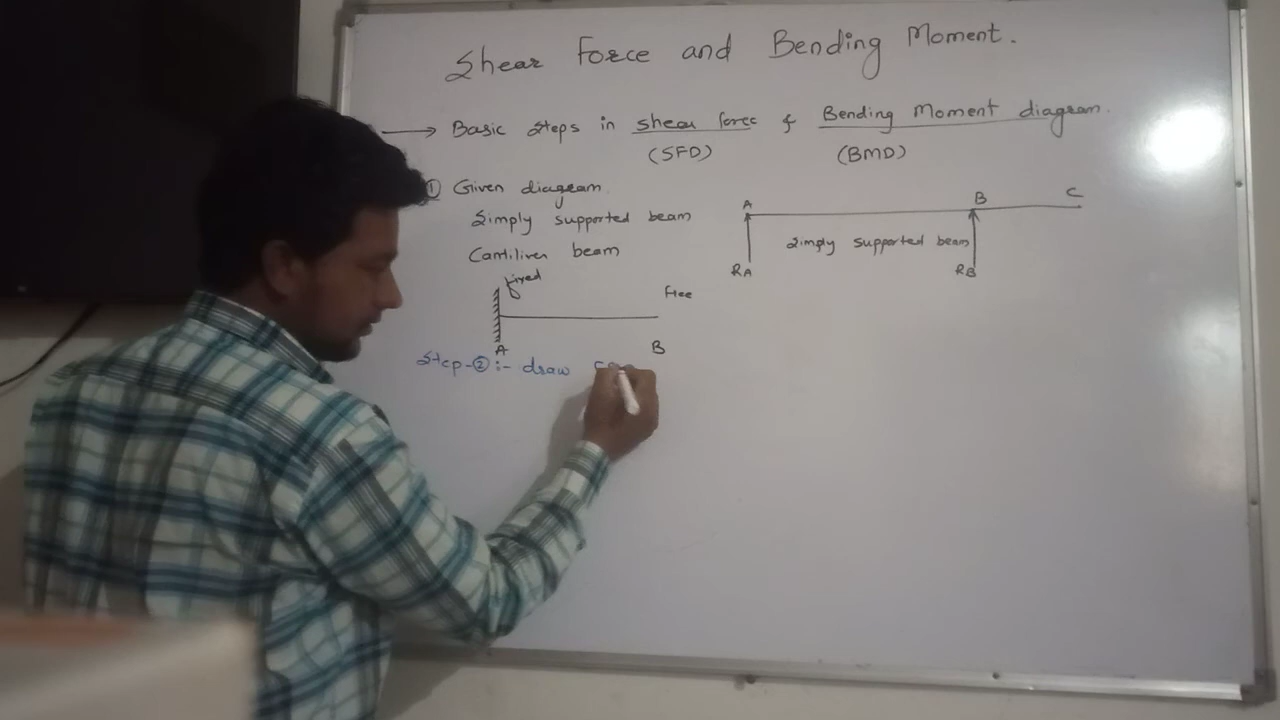 Shear Force and Bending Moment.
→ Basic Steps in shear force & Bending Moment diagram.
(SFD) (BMD)
① Given diagram
Simply supported beam
Cantiliver beam
fixed
Free
A
B
A
B
C
Simply supported beam
RA
RB
Step-② :- draw